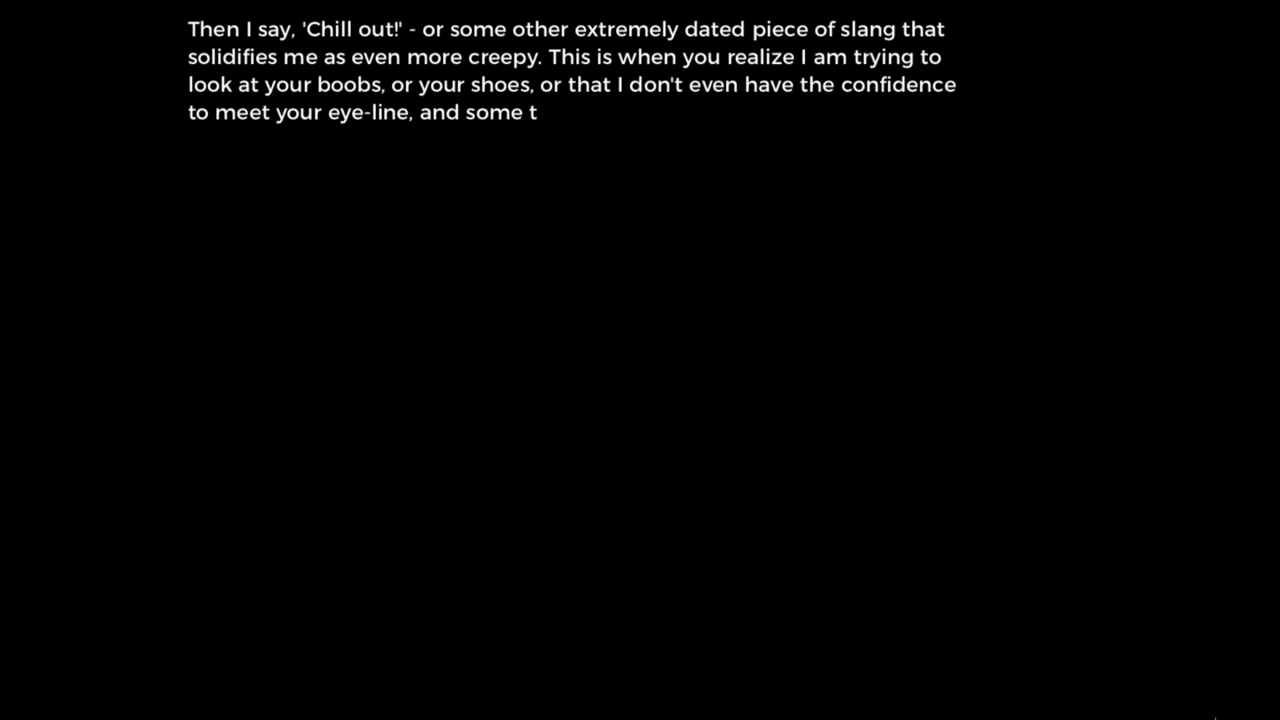 Then I say, 'Chill out!' - or some other extremely dated piece of slang that
solidifies me as even more creepy. This is when you realize I am trying to
look at your boobs, or your shoes, or that I don't even have the confidence
to meet your eye-line, and some t